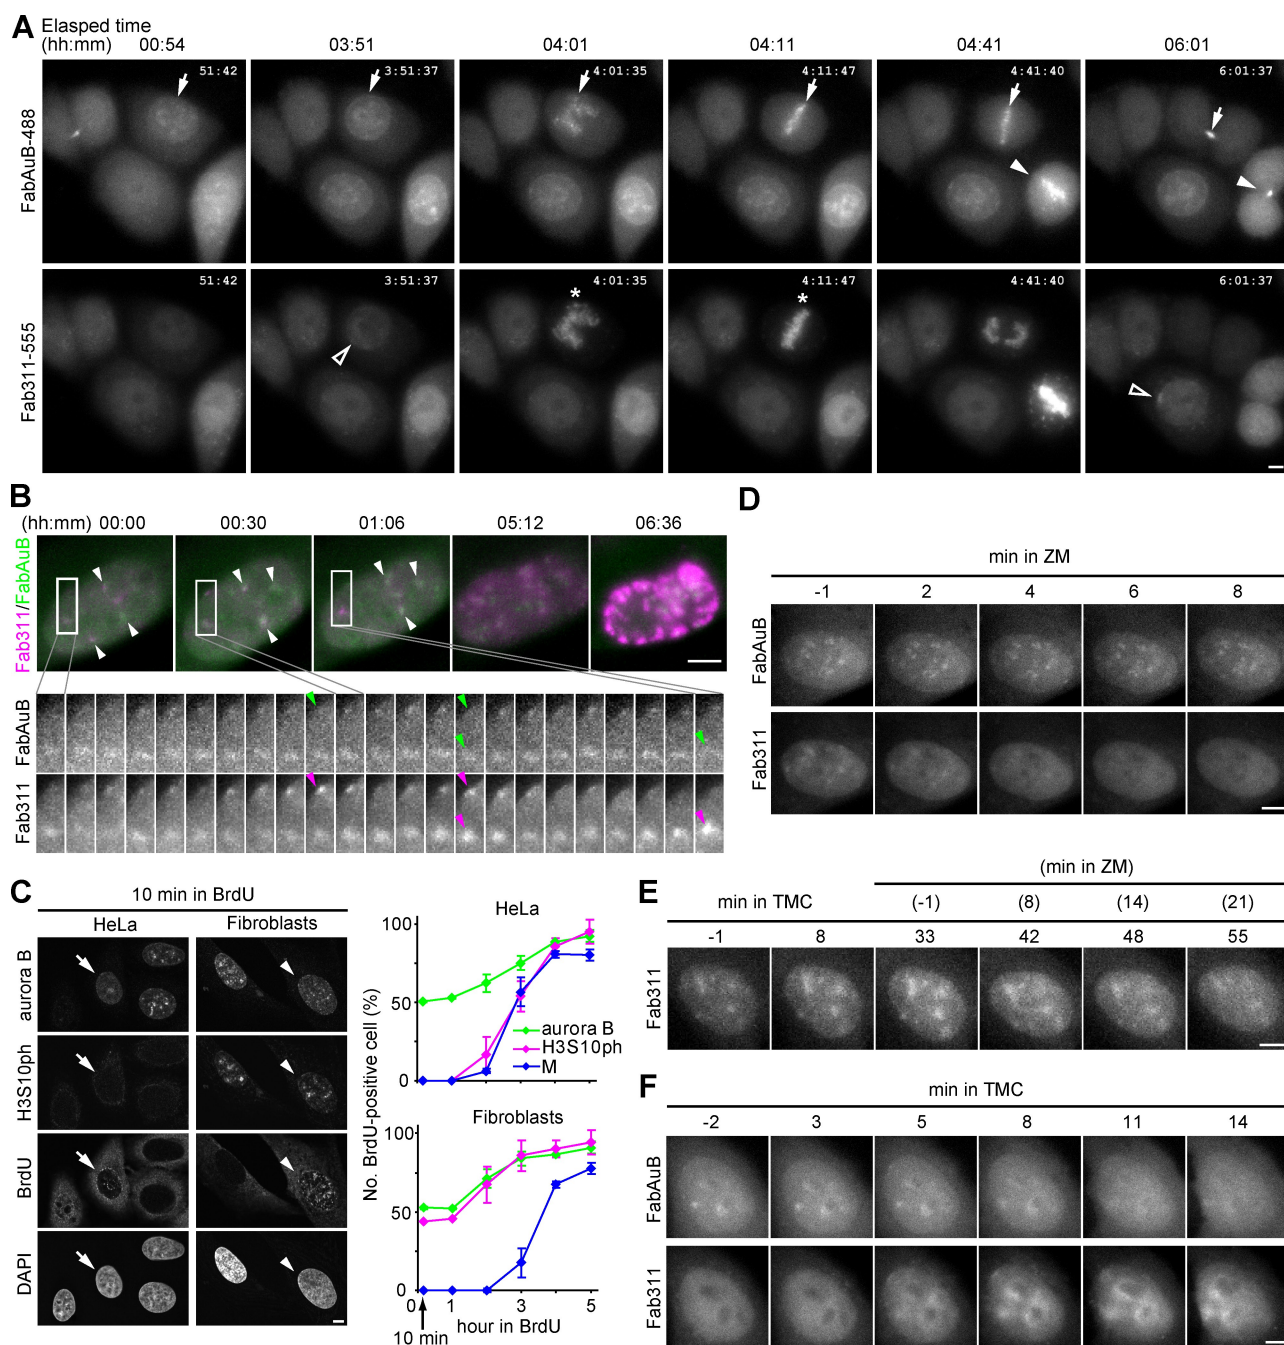 A
Elasped time
(hh:mm) 00:54 03:51 04:01 04:11 04:41 06:01
FabAuB-488
51:42 3:51:37 4:01:35 4:11:47 4:41:40 6:01:37
Fab311-555
51:42 3:51:37 4:01:35 4:11:47 4:41:40 6:01:37
* *
B
(hh:mm) 00:00 00:30 01:06 05:12 06:36
Fab311/FabAuB
FabAuB
Fab311
C
10 min in BrdU
HeLa Fibroblasts
aurora B
H3S10ph
BrdU
DAPI
HeLa
100
50
0
aurora B
H3S10ph
M
No. BrdU-positive cell (%)
Fibroblasts
100
50
0
0 1 3 5
10 min
hour in BrdU
D
min in ZM
-1 2 4 6 8
FabAuB
Fab311
E
(min in ZM)
min in TMC (-1) (8) (14) (21)
-1 8 33 42 48 55
Fab311
F
min in TMC
-2 3 5 8 11 14
FabAuB
Fab311